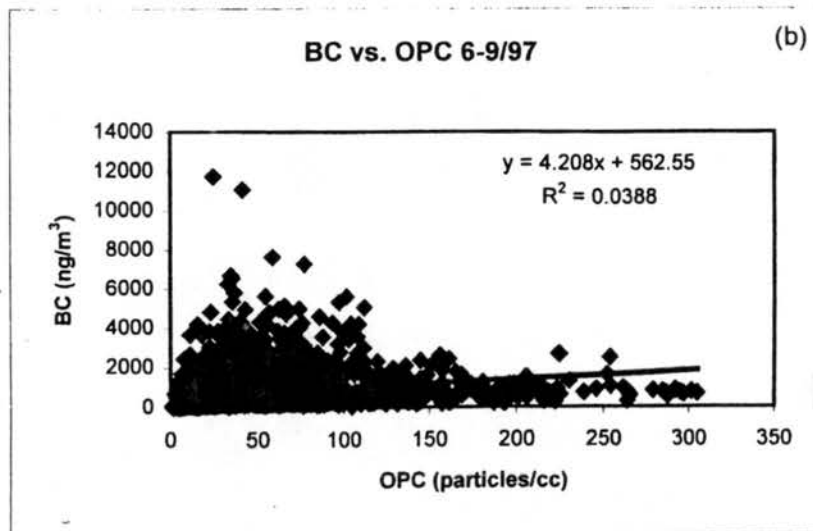 (b)
BC vs. OPC 6-9/97
y = 4.208x + 562.55
R² = 0.0388
14000
12000
10000
8000
6000
4000
2000
0
BC (ng/m³)
0 50 100 150 200 250 300 350
OPC (particles/cc)